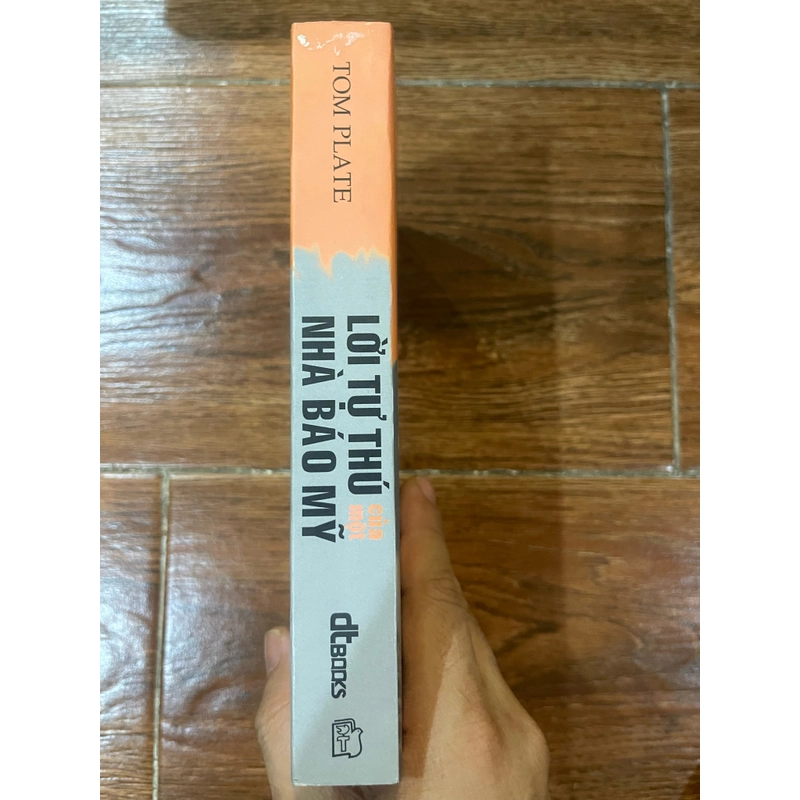 TOM PLATE
LỜI TỰ THÚ của một
NHÀ BÁO MỸ
dtBOOKS